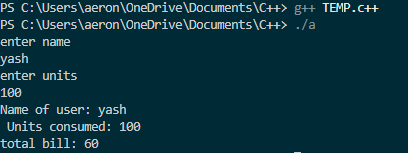 PS C:\Users\aeron\OneDrive\Documents\C++> g++ TEMP.c++
PS C:\Users\aeron\OneDrive\Documents\C++> ./a
enter name
yash
enter units
100
Name of user: yash
 Units consumed: 100
total bill: 60